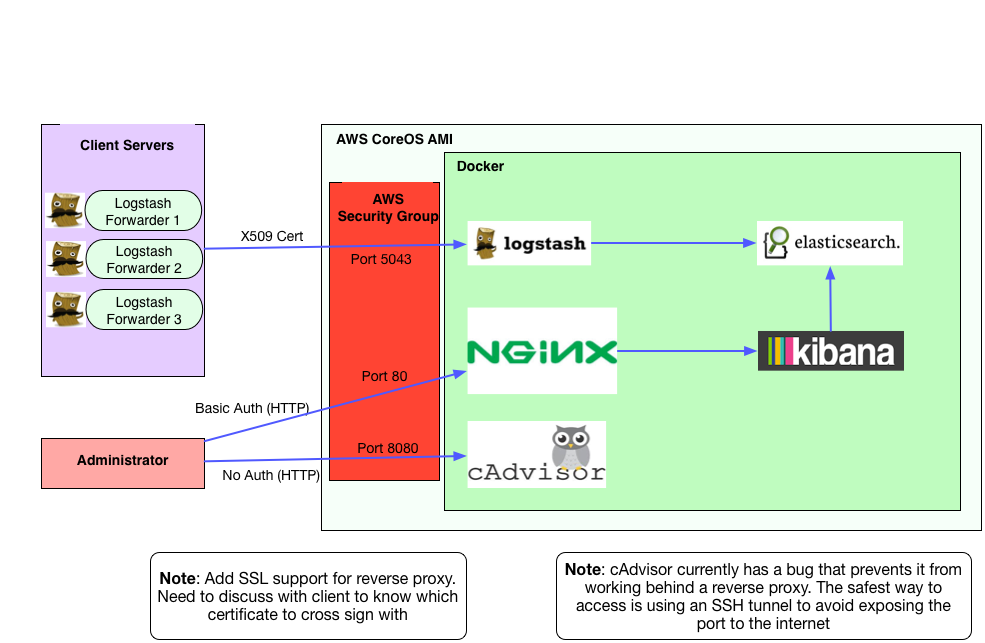 Client Servers
Logstash
Forwarder 1
Logstash
Forwarder 2
Logstash
Forwarder 3
X509 Cert
AWS CoreOS AMI
AWS
Security Group
Port 5043
Docker
logstash
elasticsearch.
NGiNX
kibana
Port 80
Basic Auth (HTTP)
Administrator
Port 8080
No Auth (HTTP)
cAdvisor
Note: Add SSL support for reverse proxy.
Need to discuss with client to know which
certificate to cross sign with
Note: cAdvisor currently has a bug that prevents it from
working behind a reverse proxy. The safest way to
access is using an SSH tunnel to avoid exposing the
port to the internet